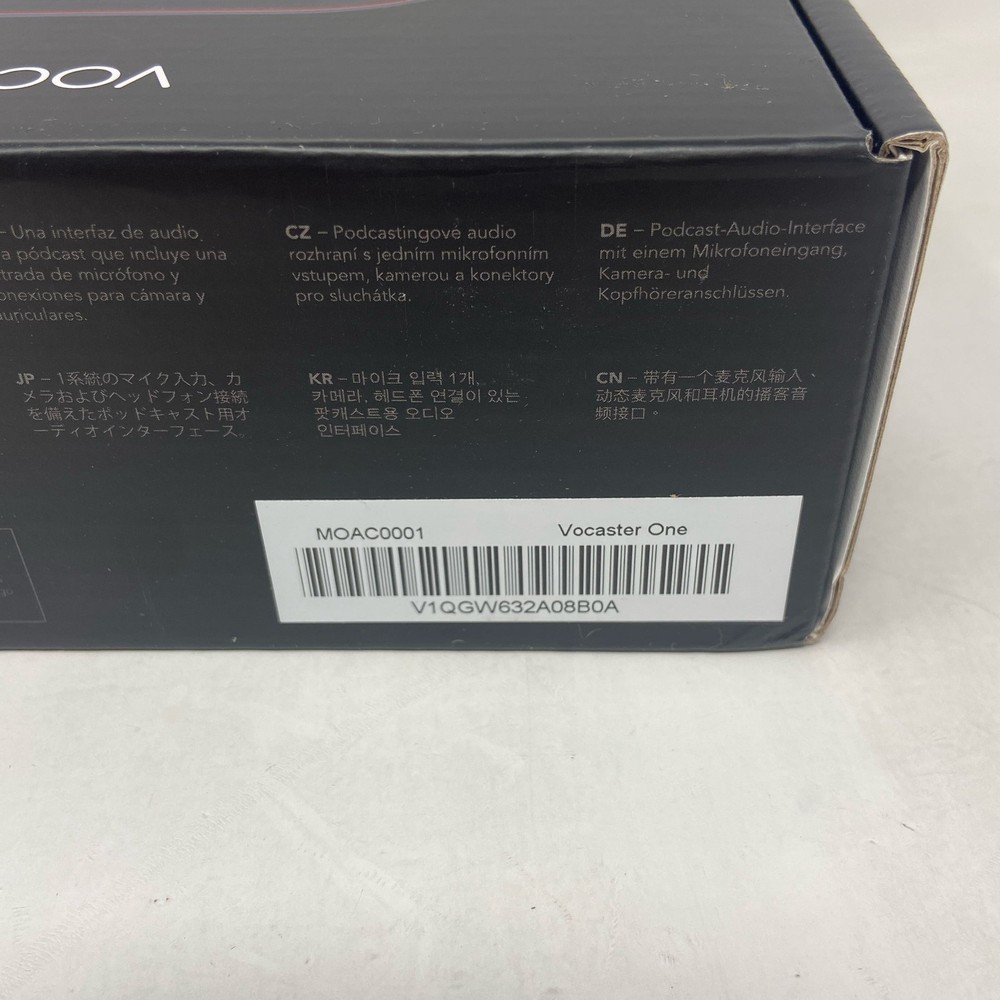 VOC
– Una interfaz de audio
a pódcast que incluye una
trada de micrófono y
onexiones para cámara y
auriculares.
CZ – Podcastingové audio
rozhraní s jedním mikrofonním
vstupem, kamerou a konektory
pro sluchátka.
DE – Podcast-Audio-Interface
mit einem Mikrofoneingang,
Kamera- und
Kopfhöreranschlüssen.
JP – 1系統のマイク入力、カ
メラおよびヘッドフォン接続
を備えたポッドキャスト用オ
ーディオインターフェース。
KR – 마이크 입력 1개,
카메라, 헤드폰 연결이 있는
팟캐스트용 오디오
인터페이스
CN – 带有一个麦克风输入、
动态麦克风和耳机的播客音
频接口。
MOAC0001
Vocaster One
V1QGW632A08B0A